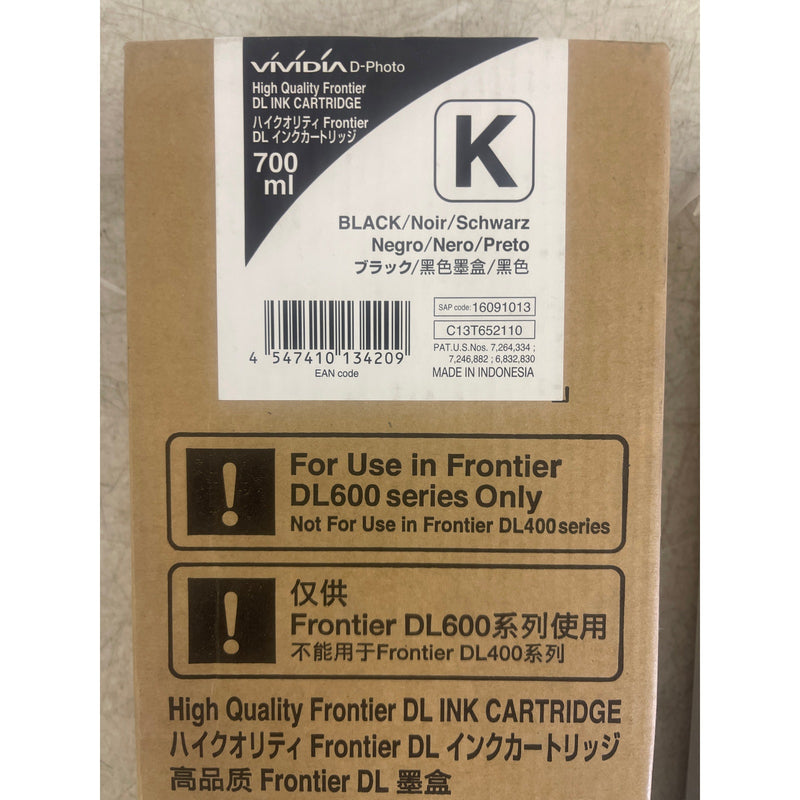 ViViDiA D-Photo
High Quality Frontier
DL INK CARTRIDGE
ハイクオリティ Frontier
DL インクカートリッジ
700
ml
K
BLACK/Noir/Schwarz
Negro/Nero/Preto
ブラック/黑色墨盒/黑色
SAP code: 16091013
C13T652110
PAT.U.S.Nos. 7,264,334 ;
7,246,882 ; 6,832,830
MADE IN INDONESIA
4 547410 134209
EAN code
For Use in Frontier
DL600 series Only
Not For Use in Frontier DL400 series
仅供
Frontier DL600系列使用
不能用于Frontier DL400系列
High Quality Frontier DL INK CARTRIDGE
ハイクオリティ Frontier DL インクカートリッジ
高品质 Frontier DL 墨盒